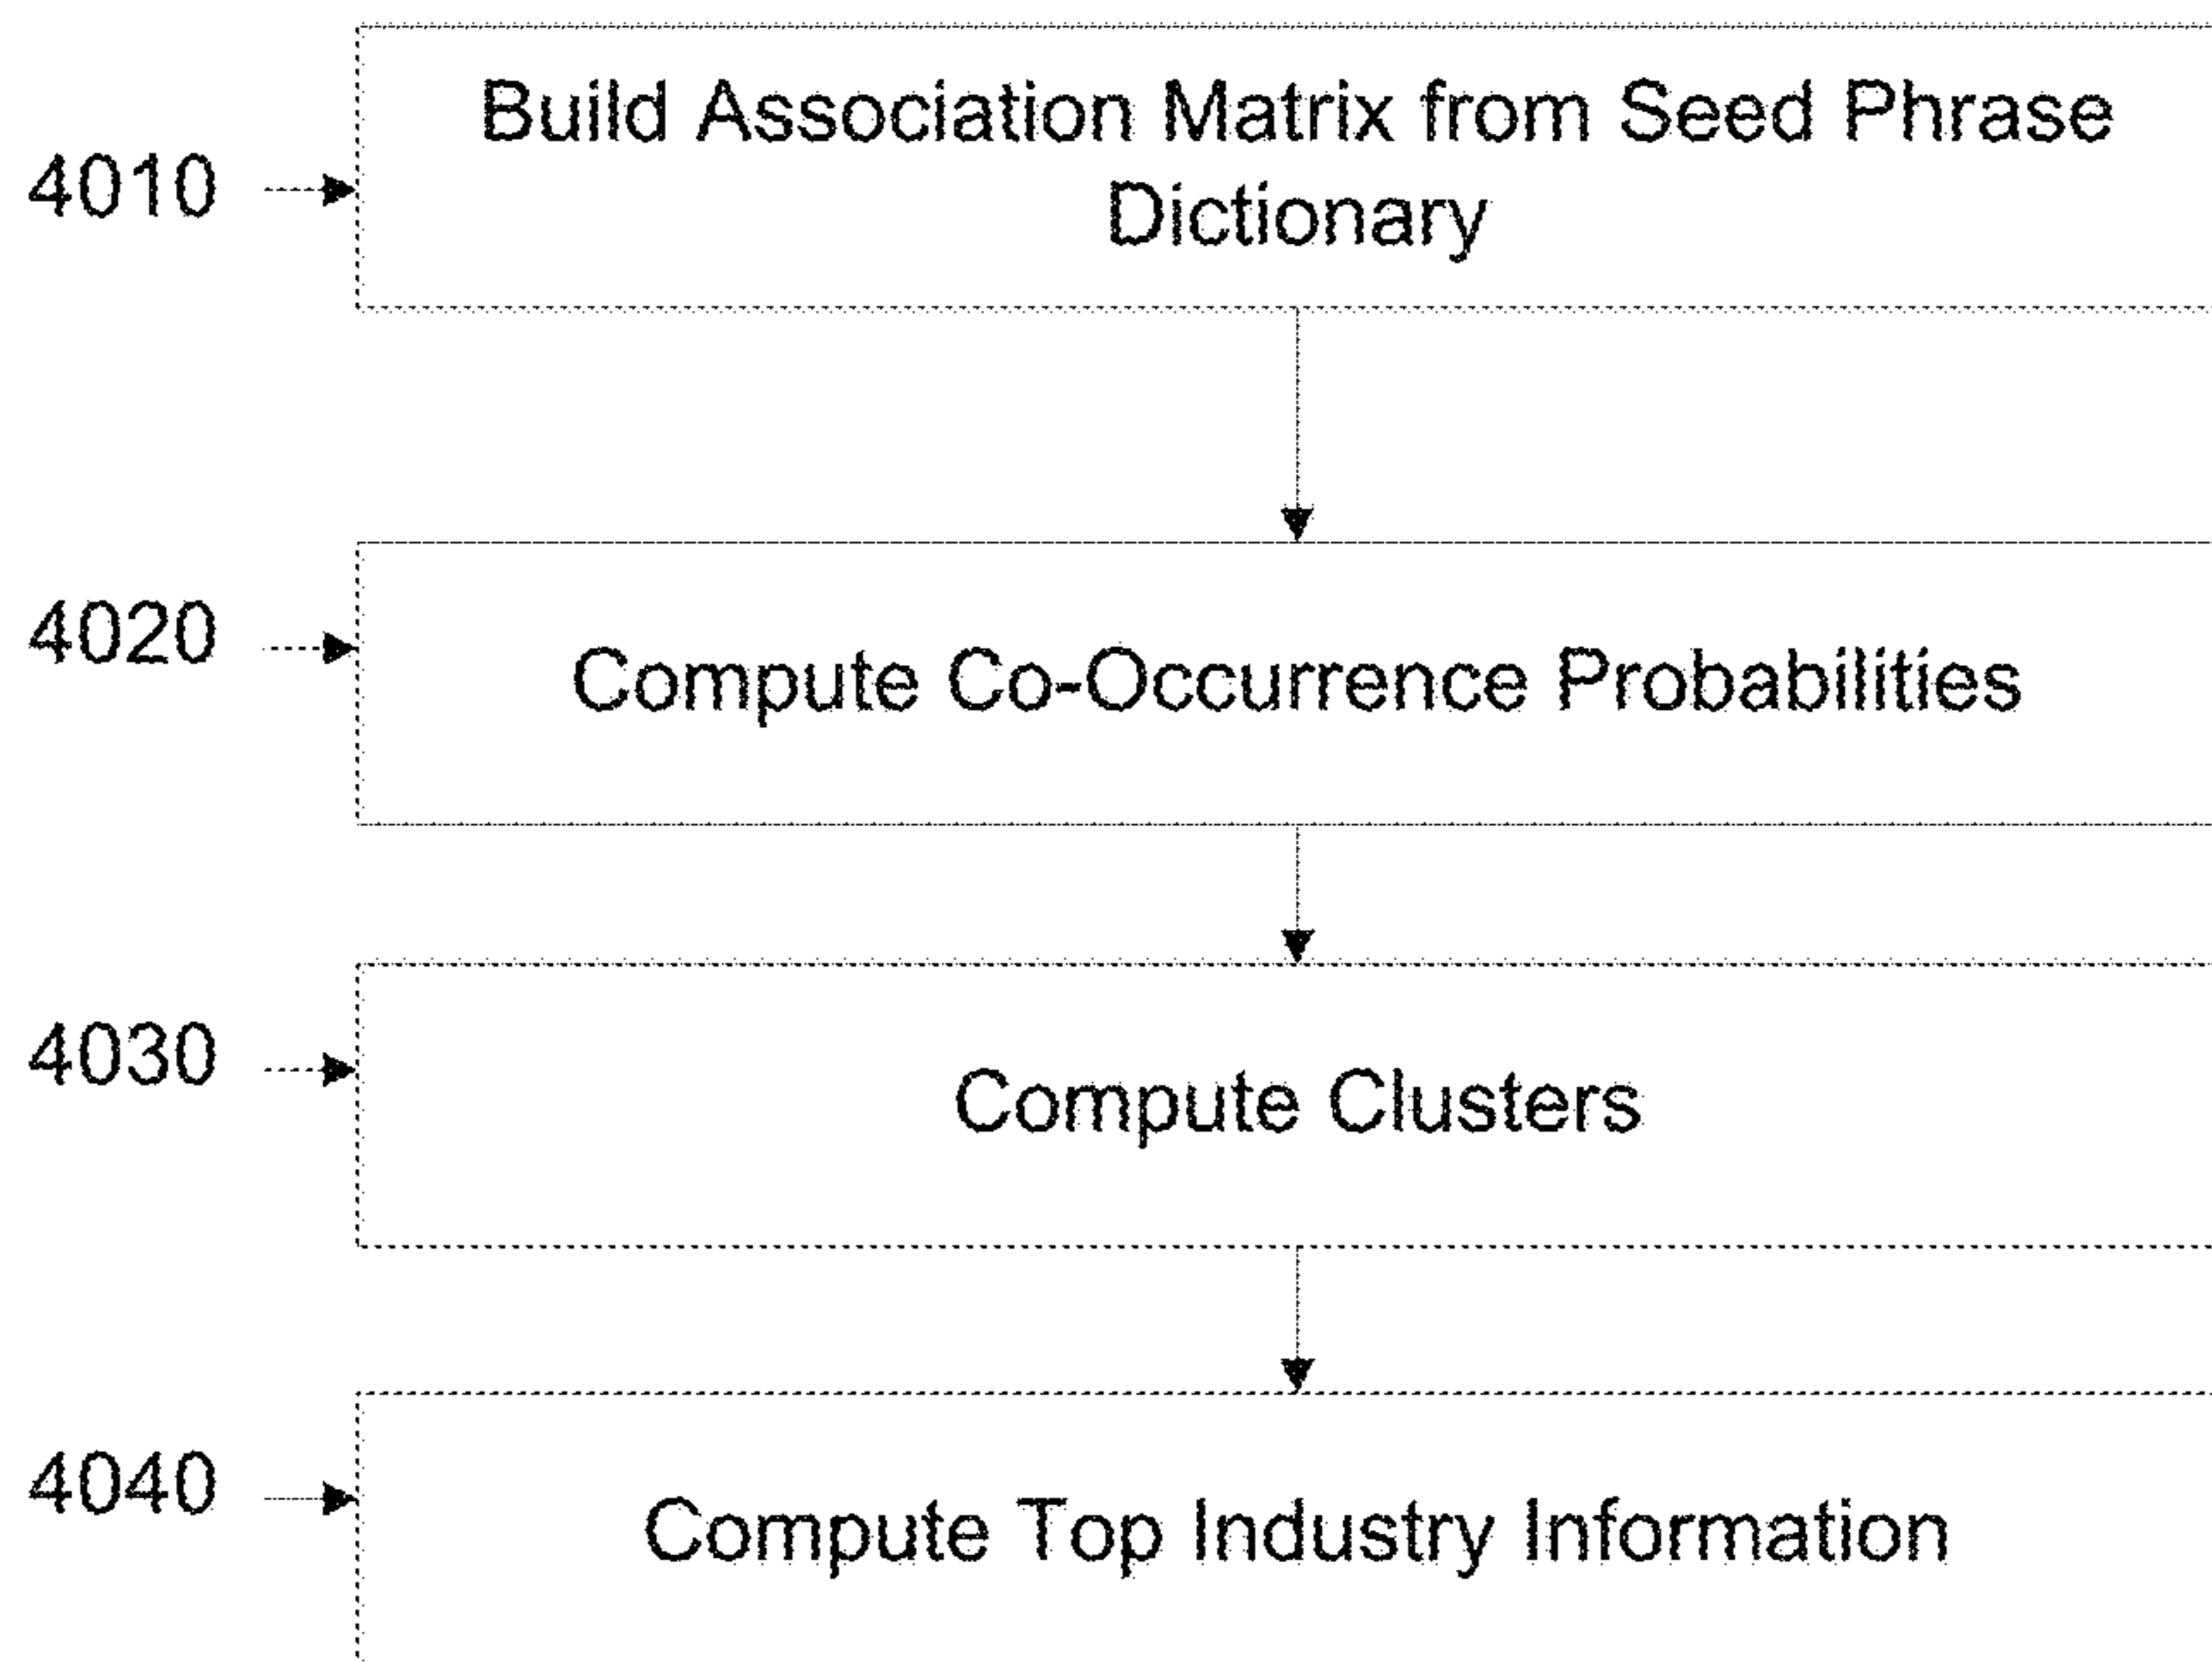 Build Association Matrix from Seed Phrase
Dictionary
4010
4020
Compute Co-Occurrence Probabilities
4030
Compute Clusters
4040
Compute Top Industry Information